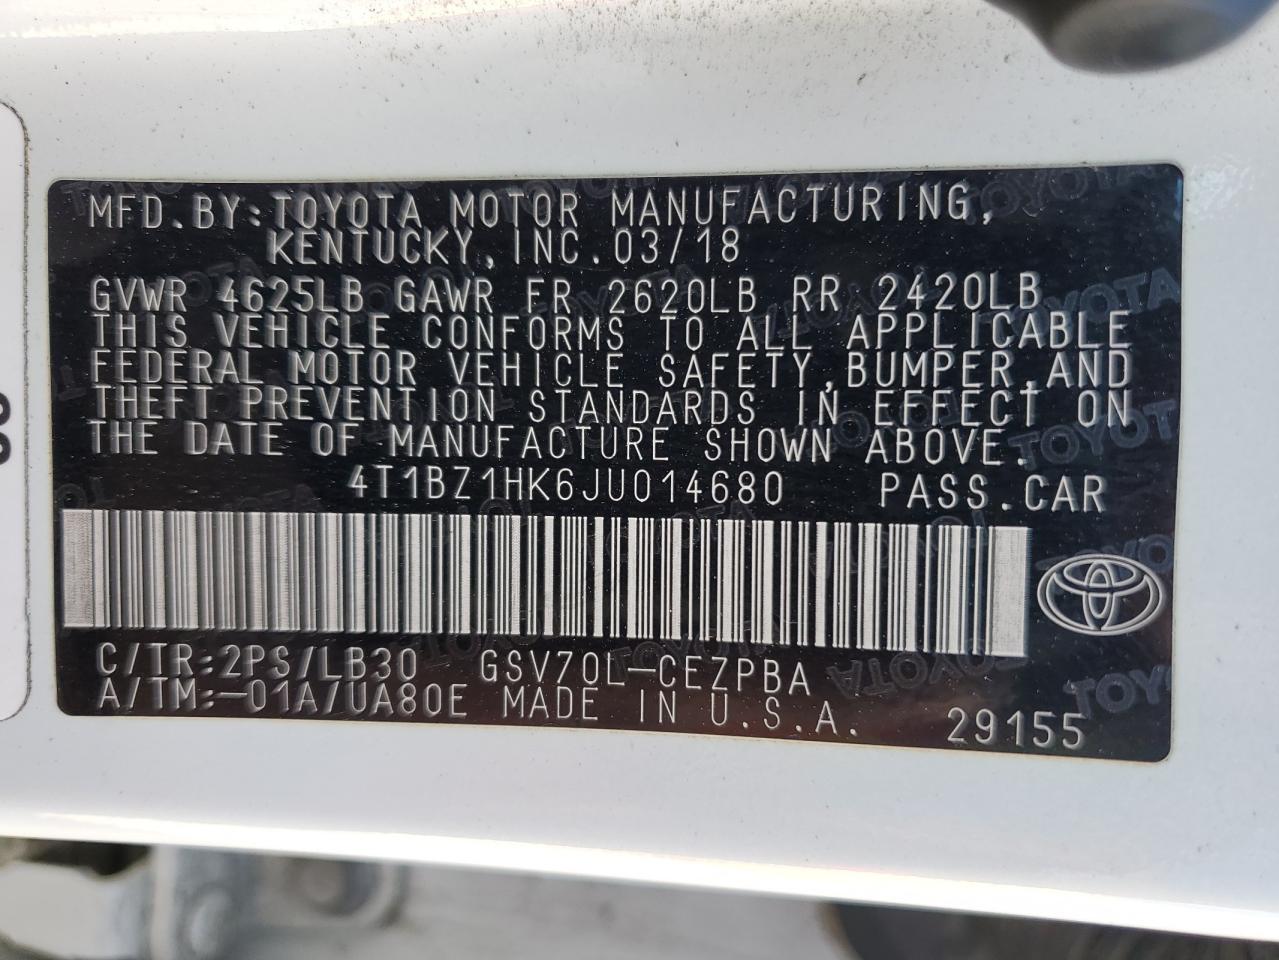 MFD. BY: TOYOTA MOTOR MANUFACTURING,
KENTUCKY, INC. 03/18
GVWR 4625LB GAWR FR 2620LB RR 2420LB
THIS VEHICLE CONFORMS TO ALL APPLICABLE
FEDERAL MOTOR VEHICLE SAFETY, BUMPER, AND
THEFT PREVENTION STANDARDS IN EFFECT ON
THE DATE OF MANUFACTURE SHOWN ABOVE.
4T1BZ1HK6JU014680 PASS. CAR
C/TR: 2PS/LB30 GSV70L-CEZPBA
A/TM: -01A/UA80E MADE IN U.S.A. 29155